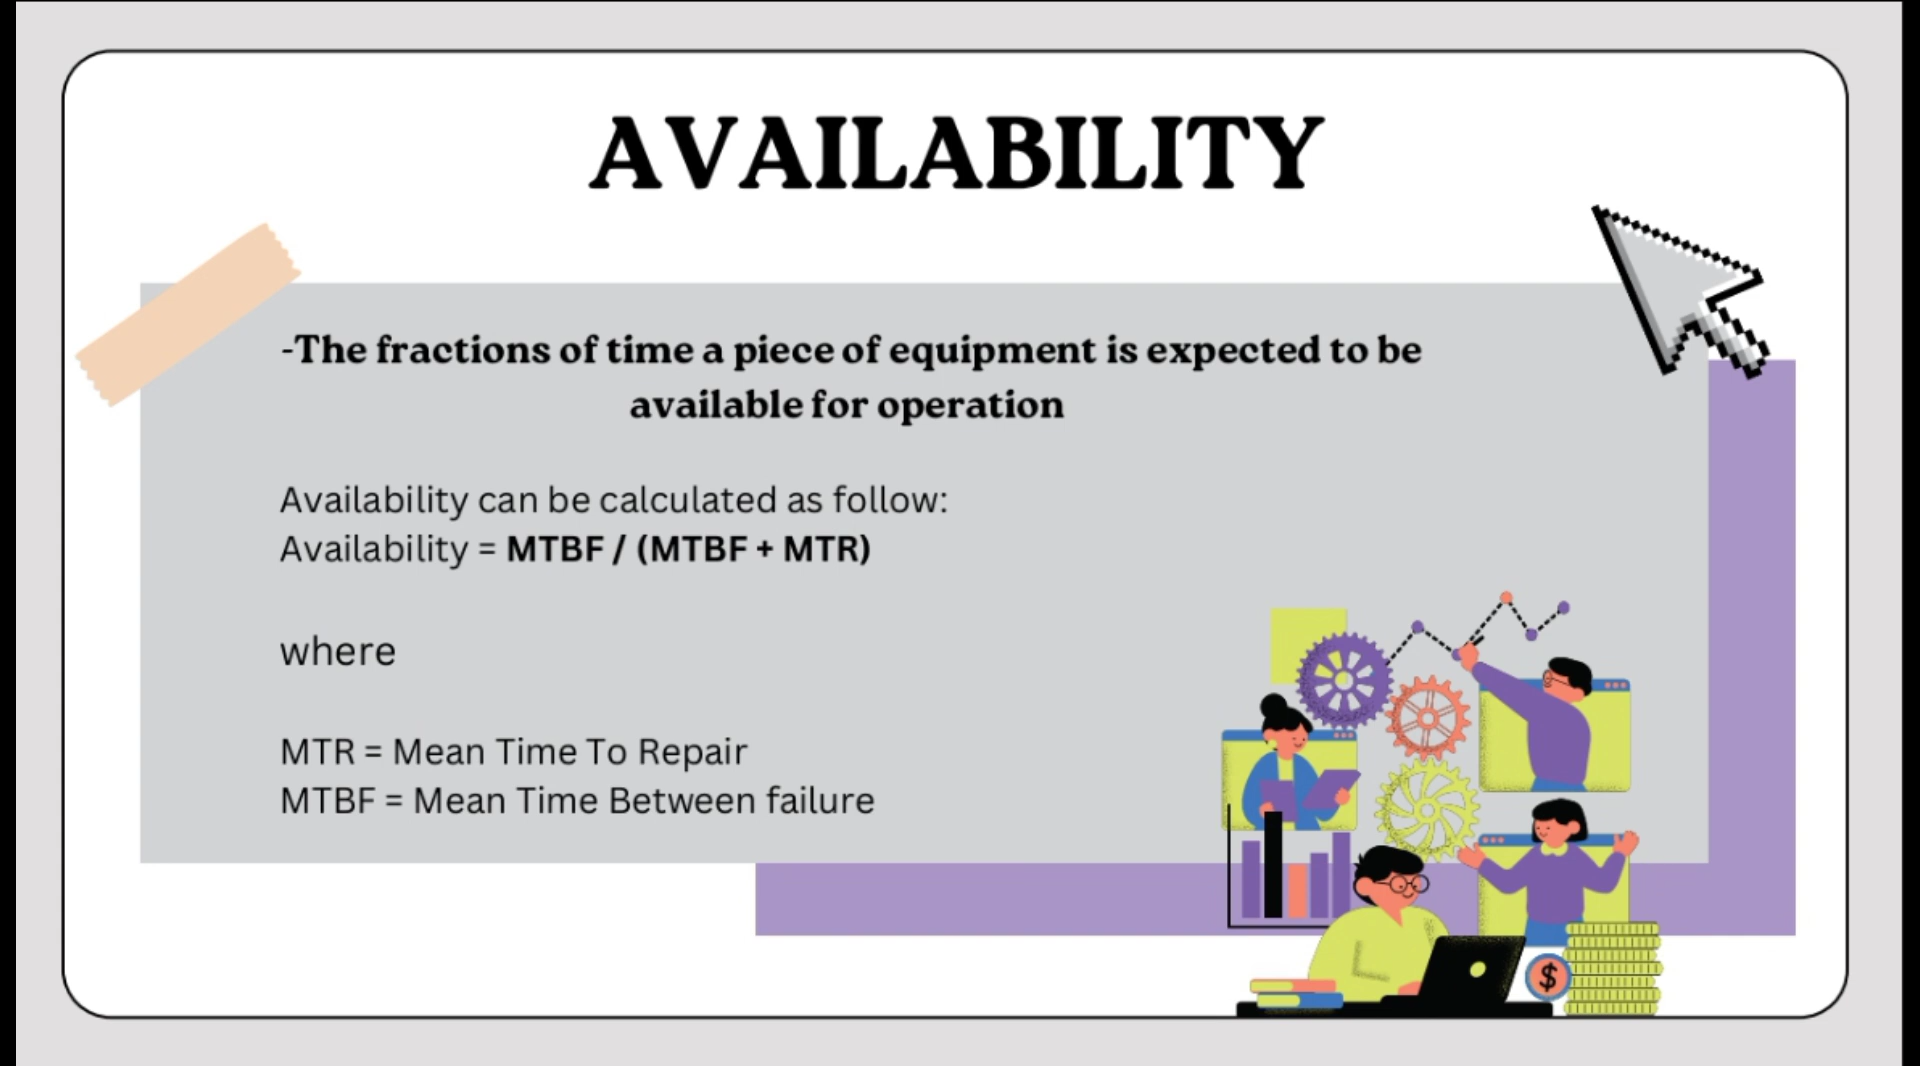 AVAILABILITY
-The fractions of time a piece of equipment is expected to be
available for operation
Availability can be calculated as follow:
Availability = MTBF / (MTBF + MTR)
where
MTR = Mean Time To Repair
MTBF = Mean Time Between failure
$